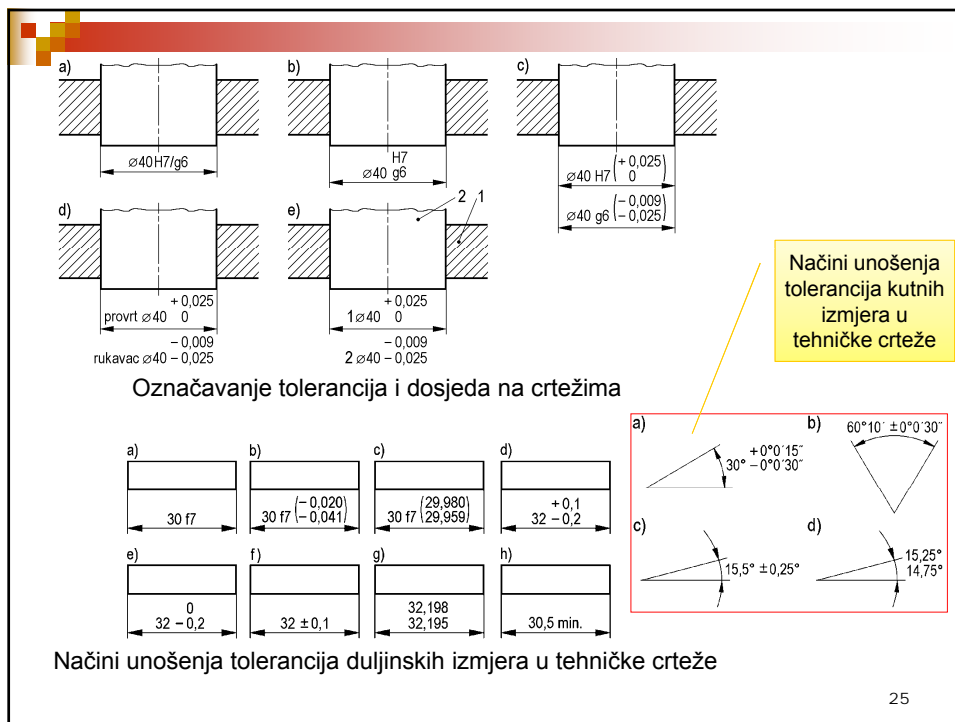 a)
⌀40 H7/g6
b)
H7
⌀40 g6
c)
⌀40 H7 (+ 0,025
0)
⌀40 g6 (− 0,009
− 0,025)
d)
+ 0,025
provrt ⌀40 0
− 0,009
rukavac ⌀40 − 0,025
e)
2 1
+ 0,025
1 ⌀40 0
− 0,009
2 ⌀40 − 0,025
Označavanje tolerancija i dosjeda na crtežima
Načini unošenja
tolerancija kutnih
izmjera u
tehničke crteže
a)
30 f7
b)
30 f7 (− 0,020
− 0,041)
c)
30 f7 (29,980
29,959)
d)
+ 0,1
32 − 0,2
e)
0
32 − 0,2
f)
32 ± 0,1
g)
32,198
32,195
h)
30,5 min.
Načini unošenja tolerancija duljinskih izmjera u tehničke crteže
a)
+ 0°0´15˝
30° − 0°0´30˝
b)
60°10´ ± 0°0´30˝
c)
15,5° ± 0,25°
d)
15,25°
14,75°
25